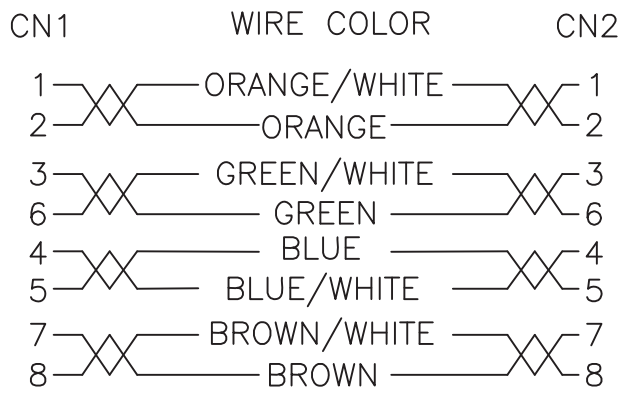 CN1 WIRE COLOR CN2
1 ORANGE/WHITE 1
2 ORANGE 2
3 GREEN/WHITE 3
6 GREEN 6
4 BLUE 4
5 BLUE/WHITE 5
7 BROWN/WHITE 7
8 BROWN 8